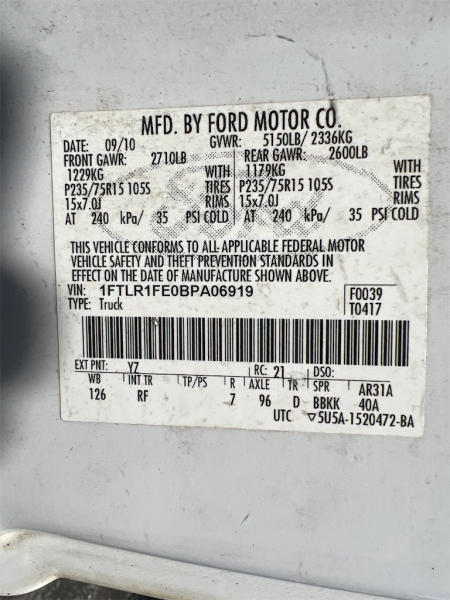 MFD. BY FORD MOTOR CO.
DATE: 09/10 GVWR: 5150LB/ 2336KG
FRONT GAWR: 2710LB REAR GAWR: 2600LB
1229KG WITH 1179KG WITH
P235/75R15 105S TIRES P235/75R15 105S TIRES
15x7.0J RIMS 15x7.0J RIMS
AT 240 kPa/ 35 PSI COLD AT 240 kPa/ 35 PSI COLD
THIS VEHICLE CONFORMS TO ALL APPLICABLE FEDERAL MOTOR
VEHICLE SAFETY AND THEFT PREVENTION STANDARDS IN
EFFECT ON THE DATE OF MANUFACTURE SHOWN ABOVE.
VIN: 1FTLR1FE0BPA06919 F0039
TYPE: Truck T0417
EXT PNT: YZ RC: 21 DSO:
WB INT TR TP/PS R AXLE TR SPR AR31A
126 RF 7 96 D BBKK 40A
UTC ▽5U5A-1520472-BA
Ford